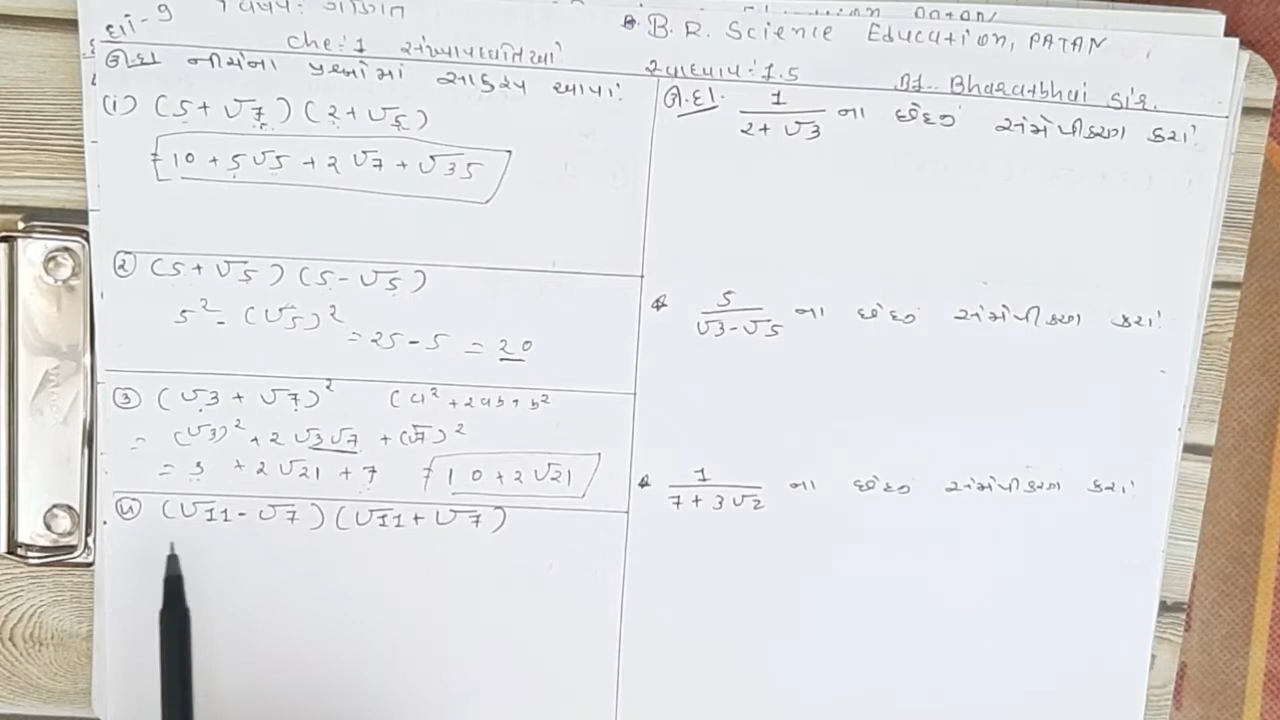 ધો-9 વિષય: ગણિત
B. R. Science Education, PATAN
che:1 સંખ્યાપધ્ધતિઓ
સ્વાધ્યાય: 1.5
By. Bharatbhai Sir.
ઉ.દા નીચેના પ્રશ્નોમાં સાદુરૂપ આપો:
(i) (5+√7)(2+√5)
=10+5√5+2√7+√35
② (5+√5)(5-√5)
5²-(√5)²
=25-5 = 20
③ (√3+√7)² (a²+2ab+b²
= (√3)²+2√3√7+(√7)²
= 3 +2√21+7 =10+2√21
④ (√11-√7)(√11+√7)
ઉ.દા. 1/(2+√3) ના છેદનું સંમેયીકરણ કરો:
* 5/(√3-√5) ના છેદનું સંમેયીકરણ કરો:
* 1/(7+3√2) ના છેદનું સંમેયીકરણ કરો: